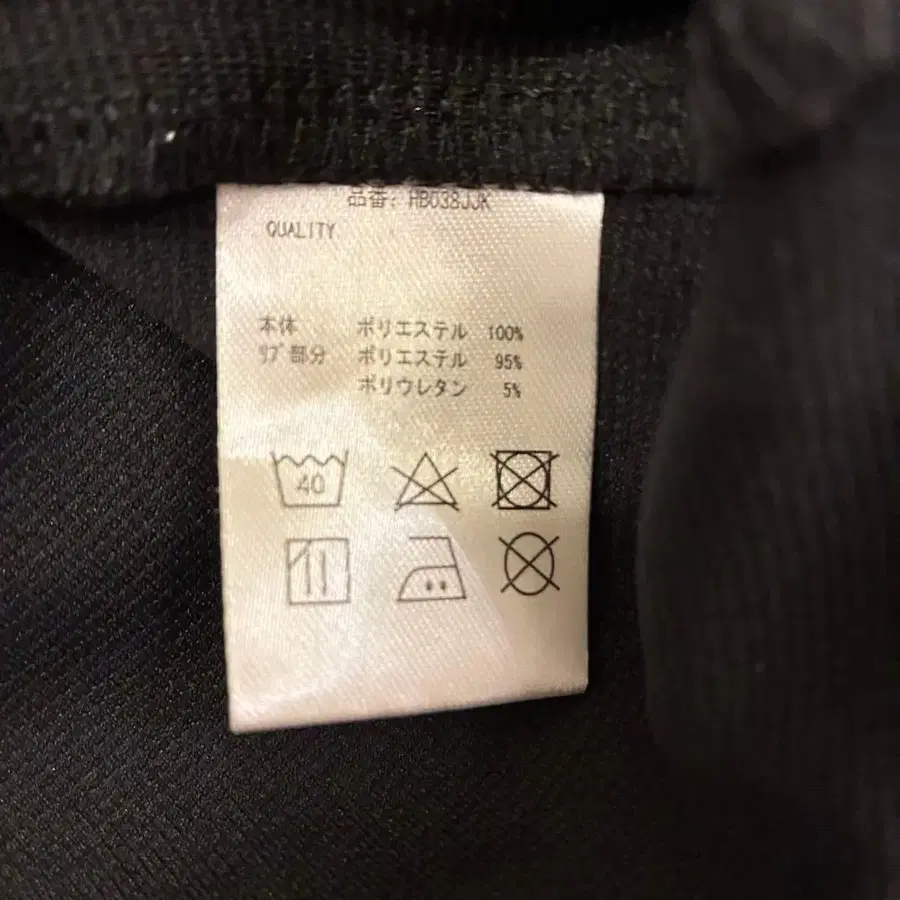 品番: HB038JJK
QUALITY
本体 ポリエステル 100%
ﾘﾌﾞ部分 ポリエステル 95%
ポリウレタン 5%
40